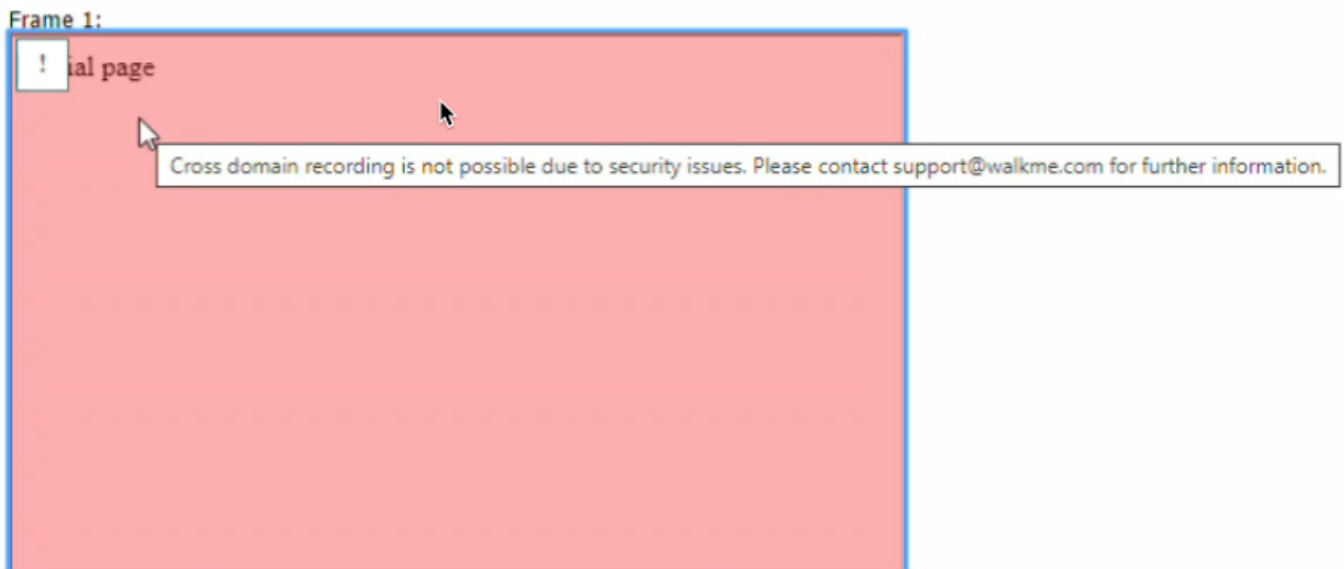 Frame 1:
! ial page
Cross domain recording is not possible due to security issues. Please contact support@walkme.com for further information.